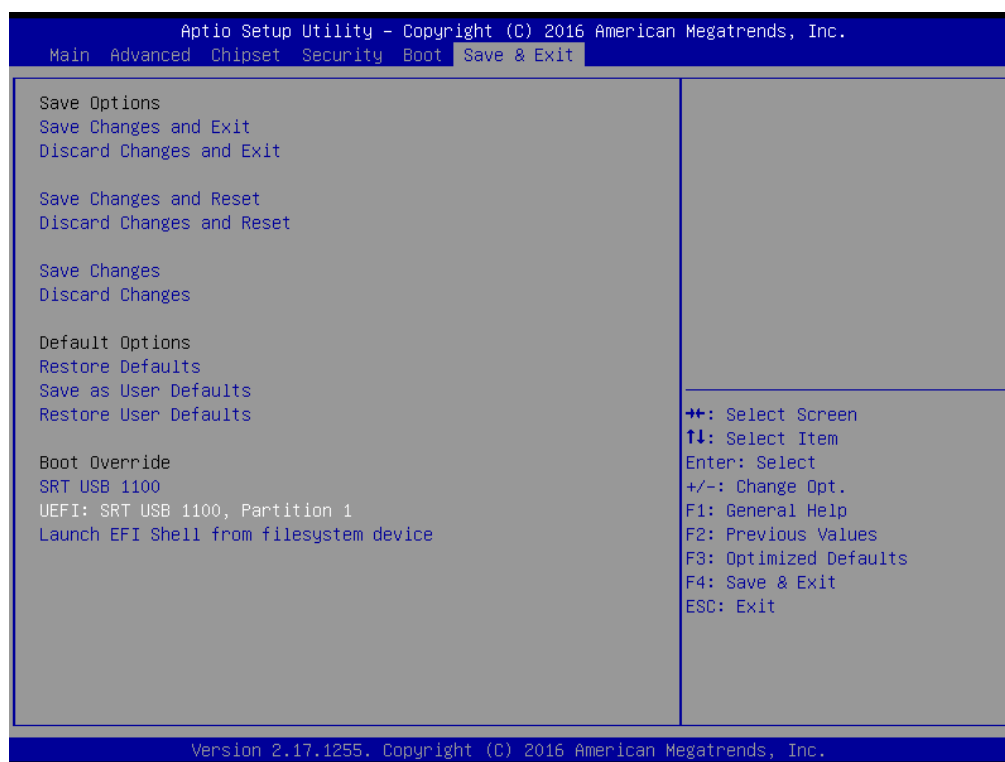 Aptio Setup Utility – Copyright (C) 2016 American Megatrends, Inc.
Main Advanced Chipset Security Boot Save & Exit
Save Options
Save Changes and Exit
Discard Changes and Exit
Save Changes and Reset
Discard Changes and Reset
Save Changes
Discard Changes
Default Options
Restore Defaults
Save as User Defaults
Restore User Defaults
Boot Override
SRT USB 1100
UEFI: SRT USB 1100, Partition 1
Launch EFI Shell from filesystem device
→←: Select Screen
↑↓: Select Item
Enter: Select
+/-: Change Opt.
F1: General Help
F2: Previous Values
F3: Optimized Defaults
F4: Save & Exit
ESC: Exit
Version 2.17.1255. Copyright (C) 2016 American Megatrends, Inc.